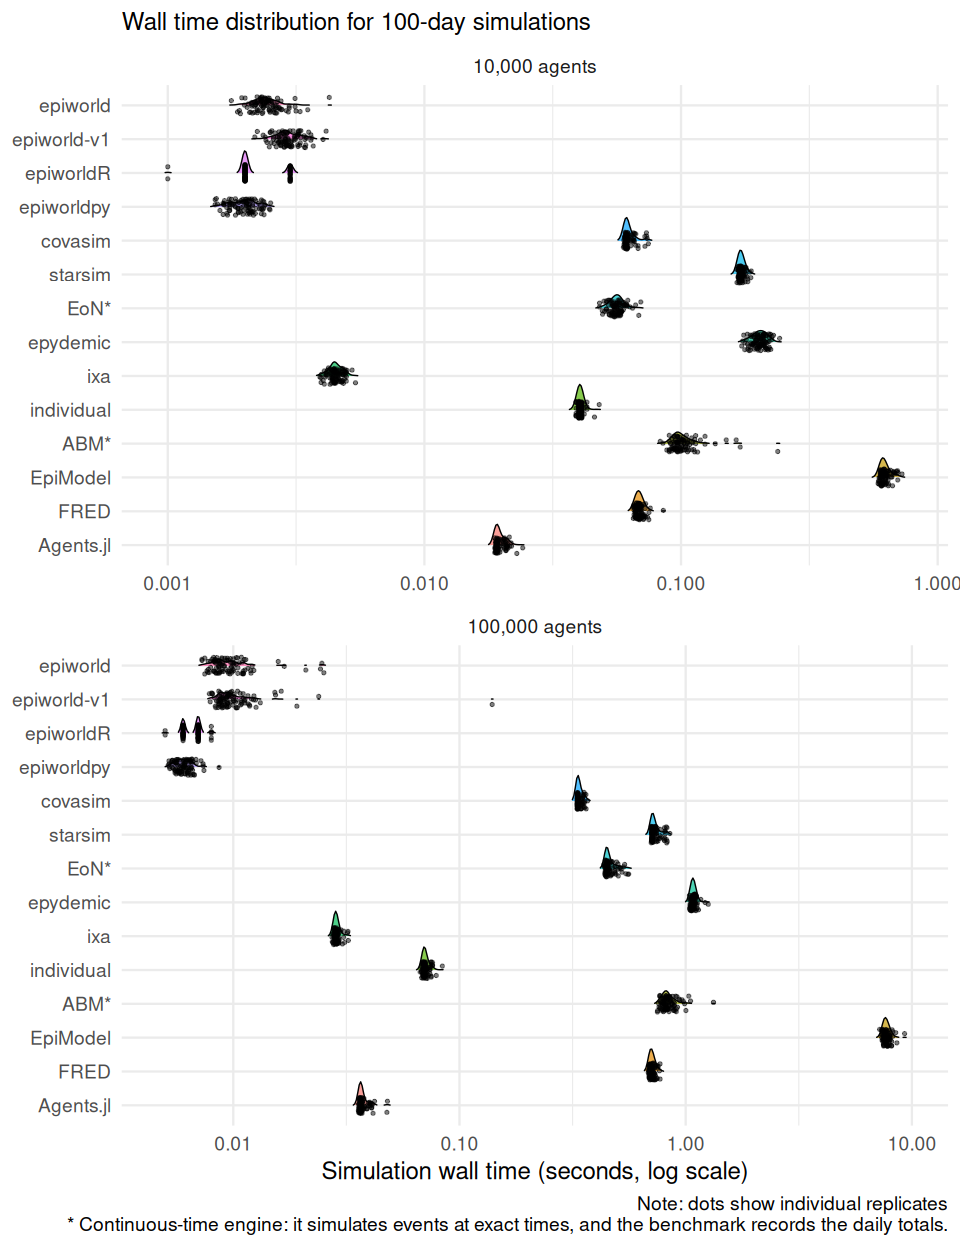 Wall time distribution for 100-day simulations
10,000 agents
epiworld
epiworld-v1
epiworldR
epiworldpy
covasim
starsim
EoN*
epydemic
ixa
individual
ABM*
EpiModel
FRED
Agents.jl
0.001 0.010 0.100 1.000
100,000 agents
epiworld
epiworld-v1
epiworldR
epiworldpy
covasim
starsim
EoN*
epydemic
ixa
individual
ABM*
EpiModel
FRED
Agents.jl
0.01 0.10 1.00 10.00
Simulation wall time (seconds, log scale)
Note: dots show individual replicates
* Continuous-time engine: it simulates events at exact times, and the benchmark records the daily totals.